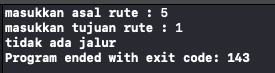 masukkan asal rute : 5
masukkan tujuan rute : 1
tidak ada jalur
Program ended with exit code: 143